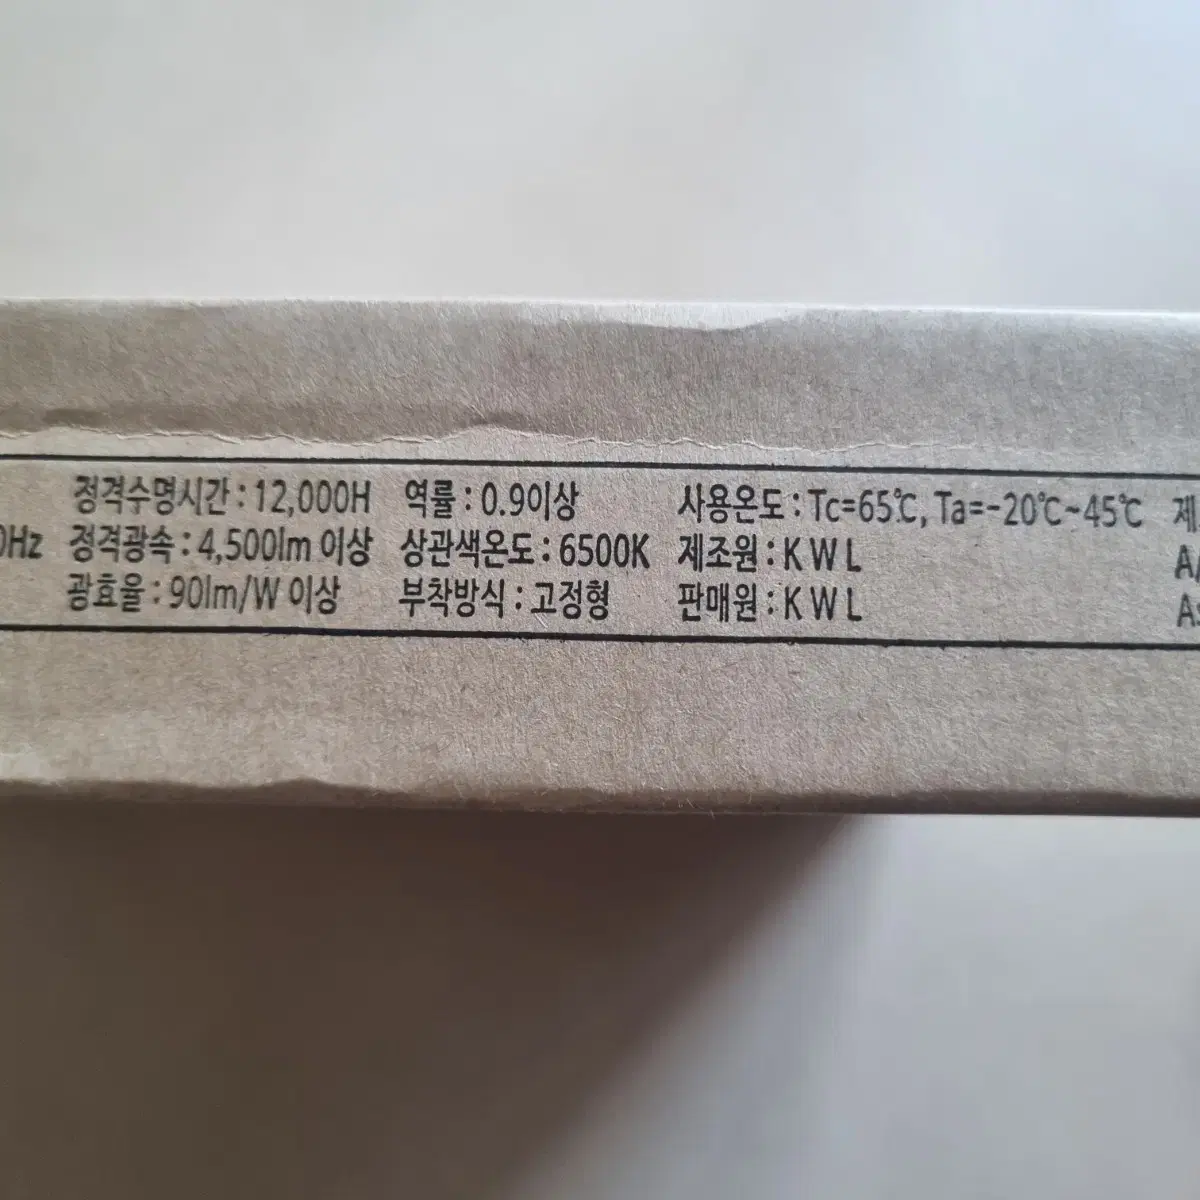 정격수명시간 : 12,000H 역률 : 0.9이상 사용온도 : Tc=65℃, Ta=-20℃~45℃ 제
0Hz 정격광속 : 4,500lm 이상 상관색온도 : 6500K 제조원 : K W L
광효율 : 90lm/W 이상 부착방식 : 고정형 판매원 : K W L